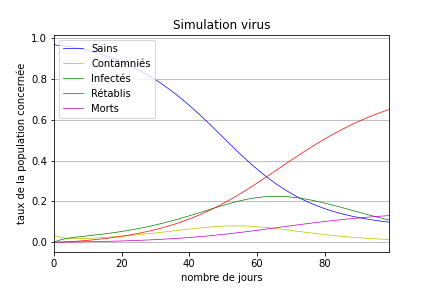 Simulation virus
1.0
0.8
0.6
0.4
0.2
0.0
taux de la population concernée
Sains
Contamniés
Infectés
Rétablis
Morts
0
20
40
60
80
nombre de jours